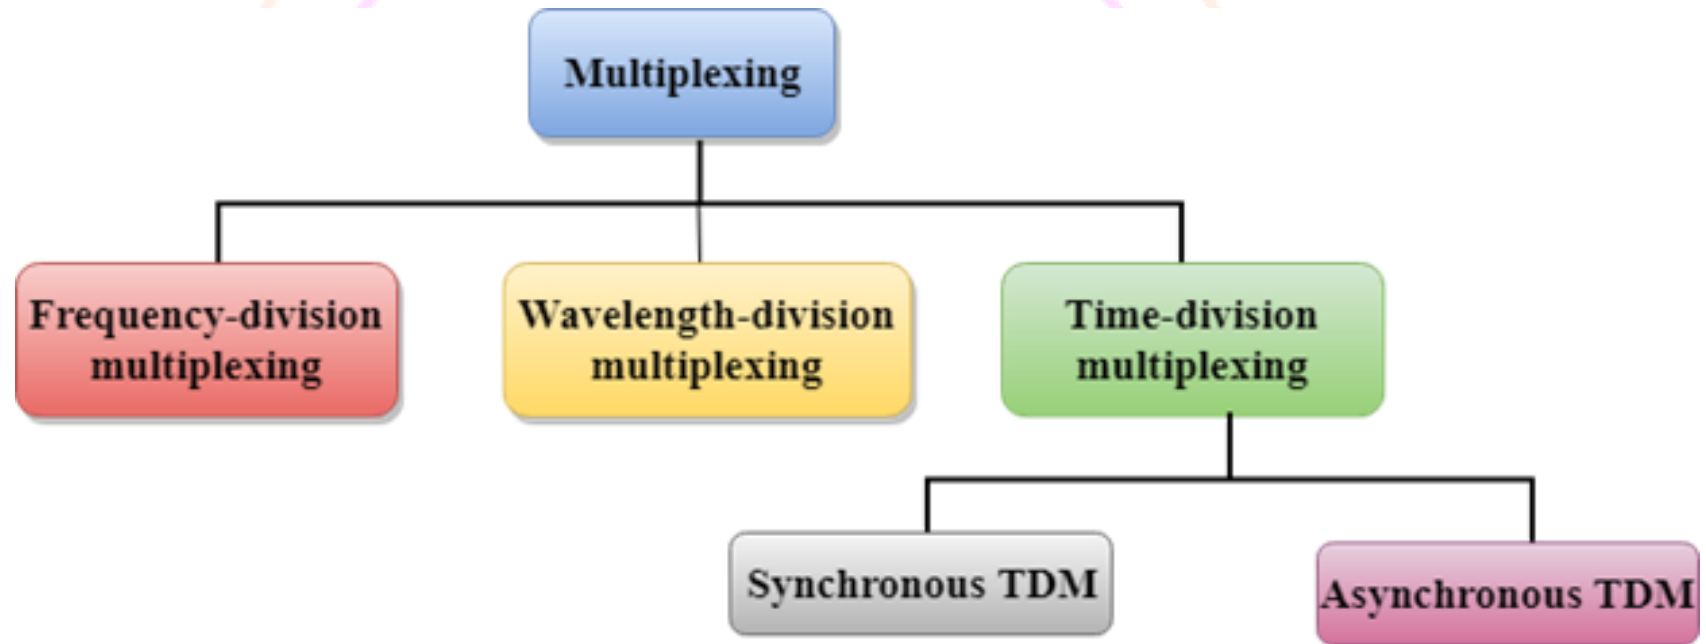 Multiplexing
Frequency-division
multiplexing
Wavelength-division
multiplexing
Time-division
multiplexing
Synchronous TDM
Asynchronous TDM